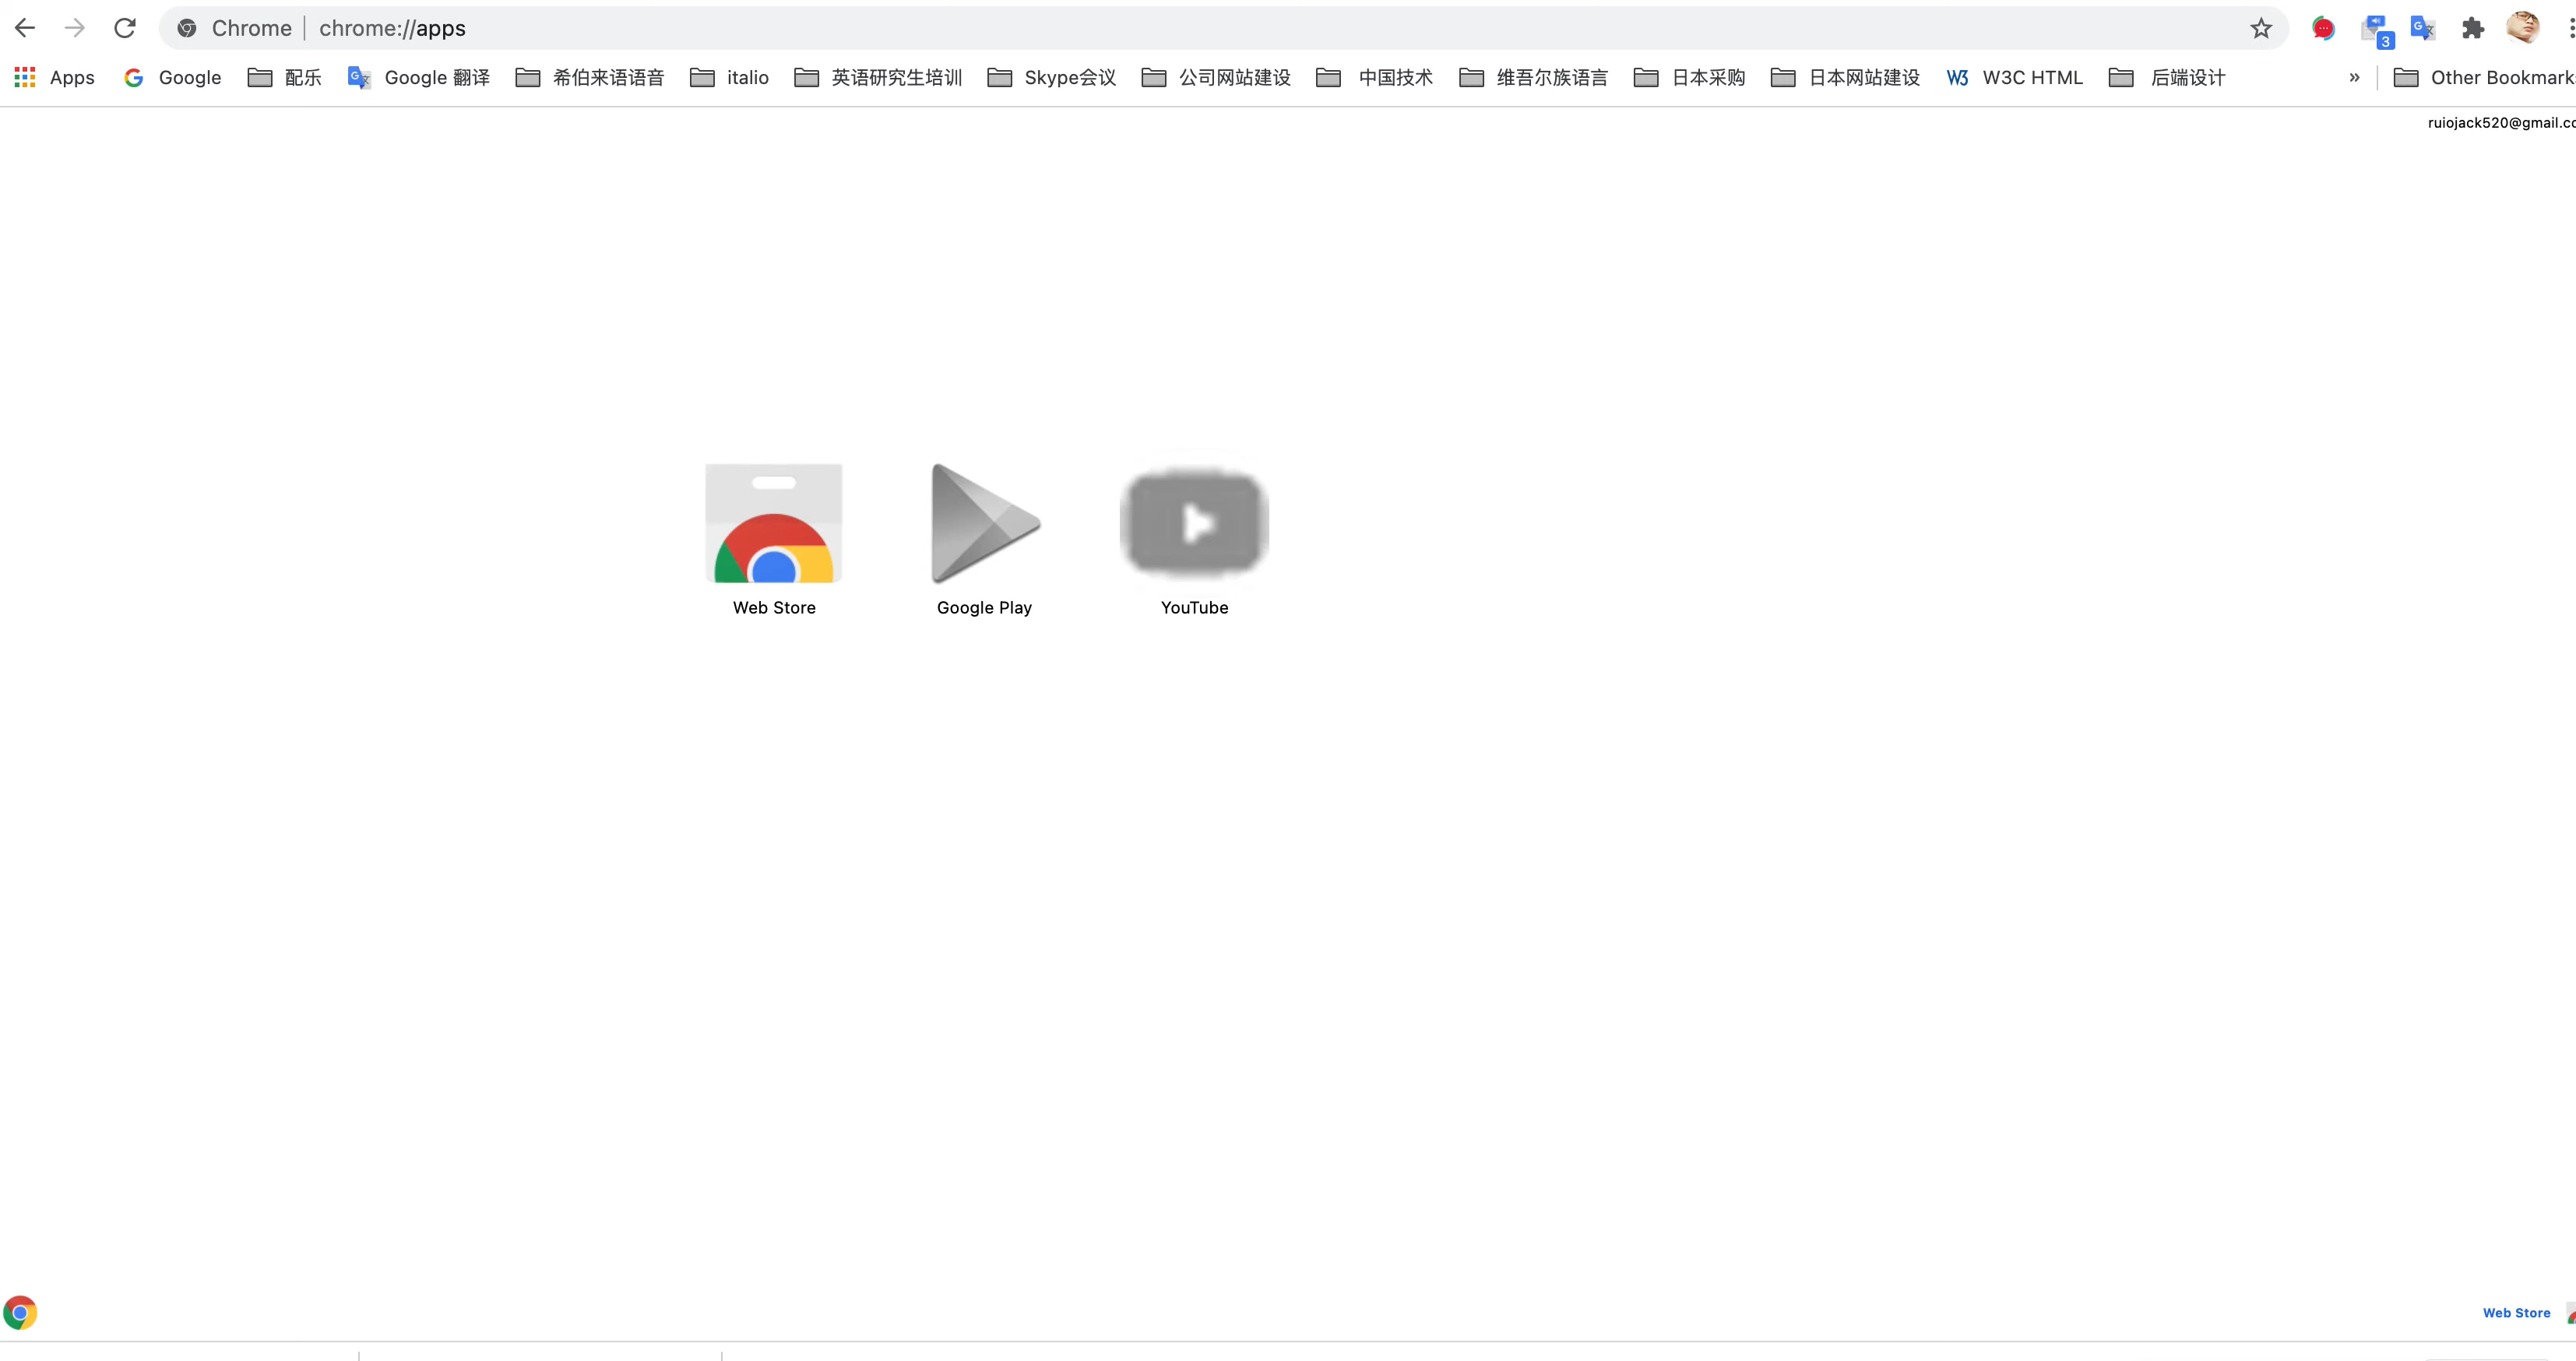 Chrome | chrome://apps
3
Apps Google 配乐 Google 翻译 希伯来语语音 italio 英语研究生培训 Skype会议 公司网站建设 中国技术 维吾尔族语言 日本采购 日本网站建设 W3 W3C HTML 后端设计 » Other Bookmark
ruiojack520@gmail.co
Web Store Google Play YouTube
Web Store